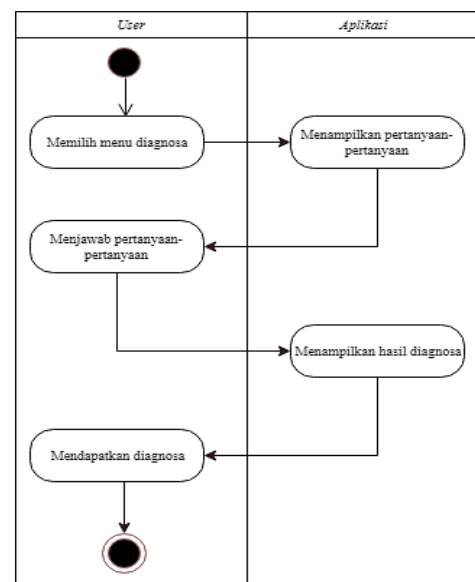 User
Aplikasi
Memilih menu diagnosa
Menampilkan pertanyaan-
pertanyaan
Menjawab pertanyaan-
pertanyaan
Menampilkan hasil diagnosa
Mendapatkan diagnosa